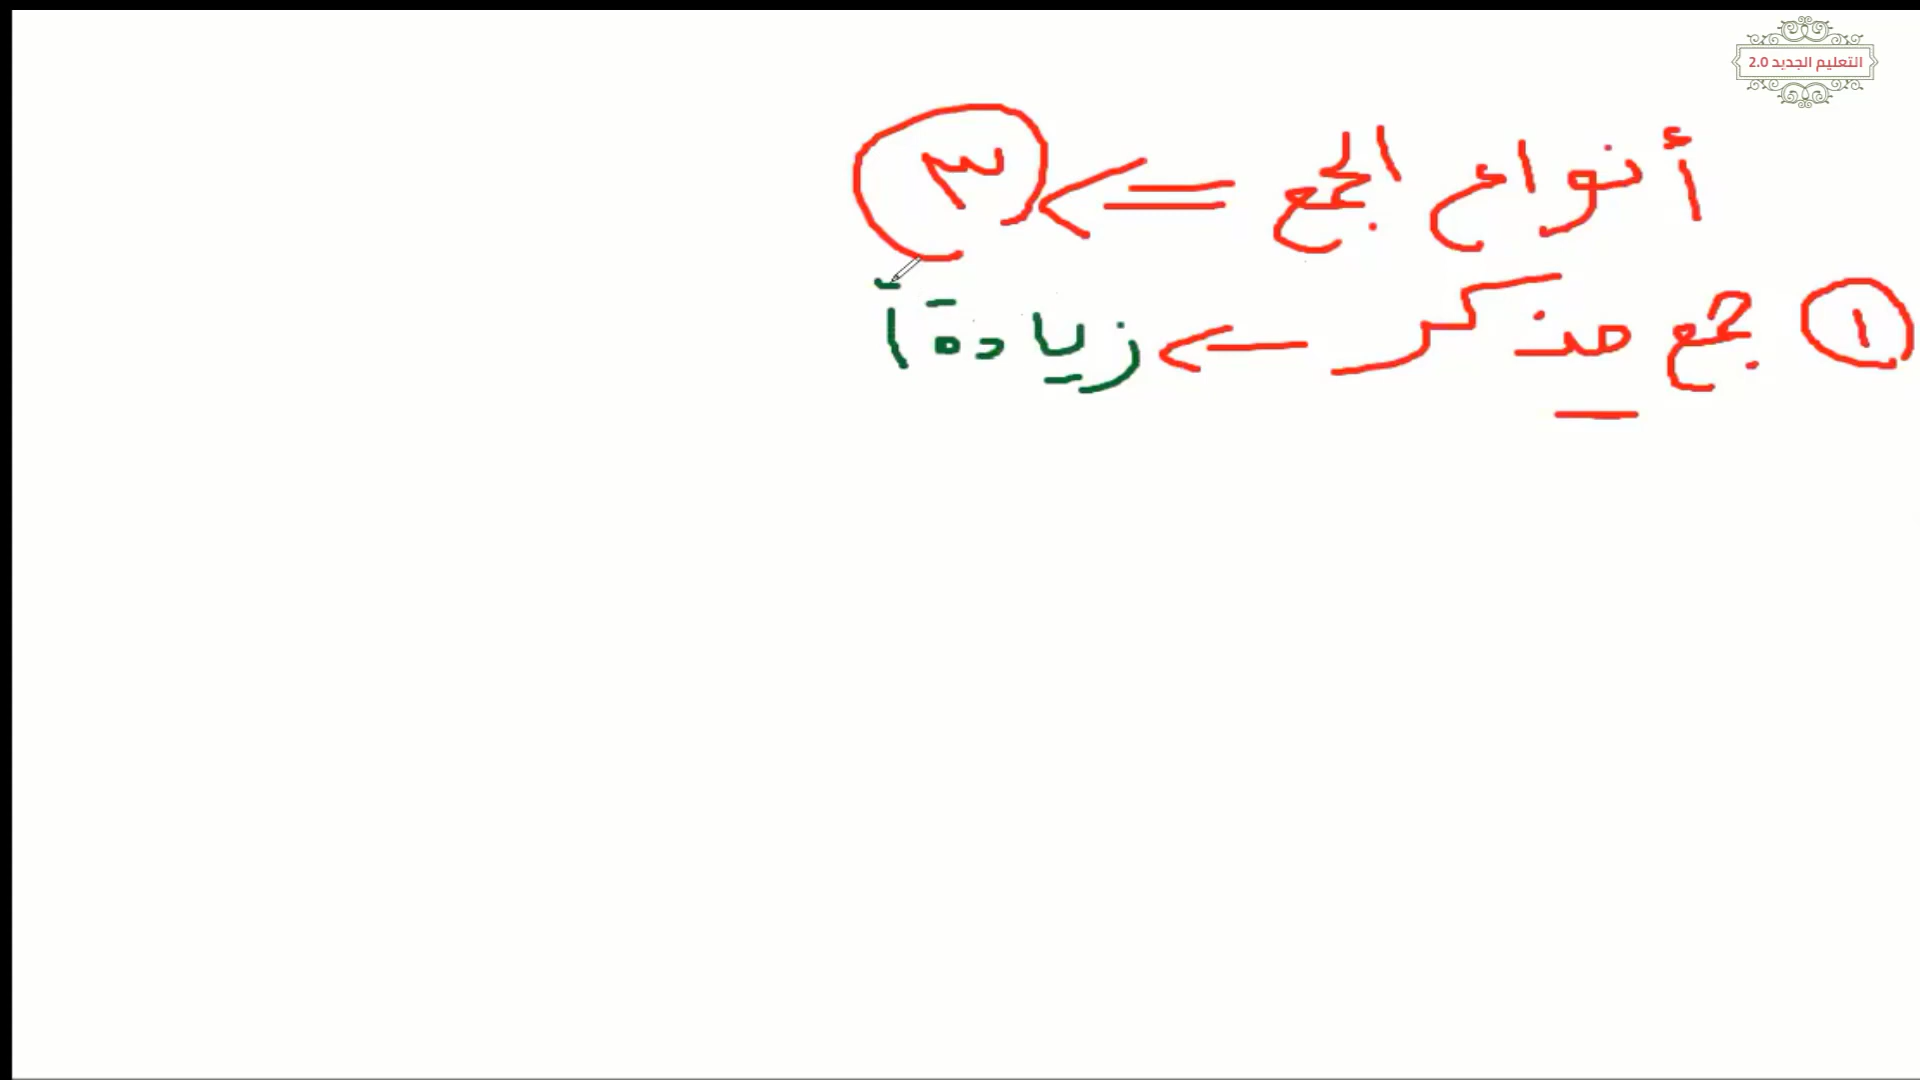 التعليم الجديد 2.0
أنواع الجمع ⇐ ٣
١ جمع مذكر ← زيادة أ